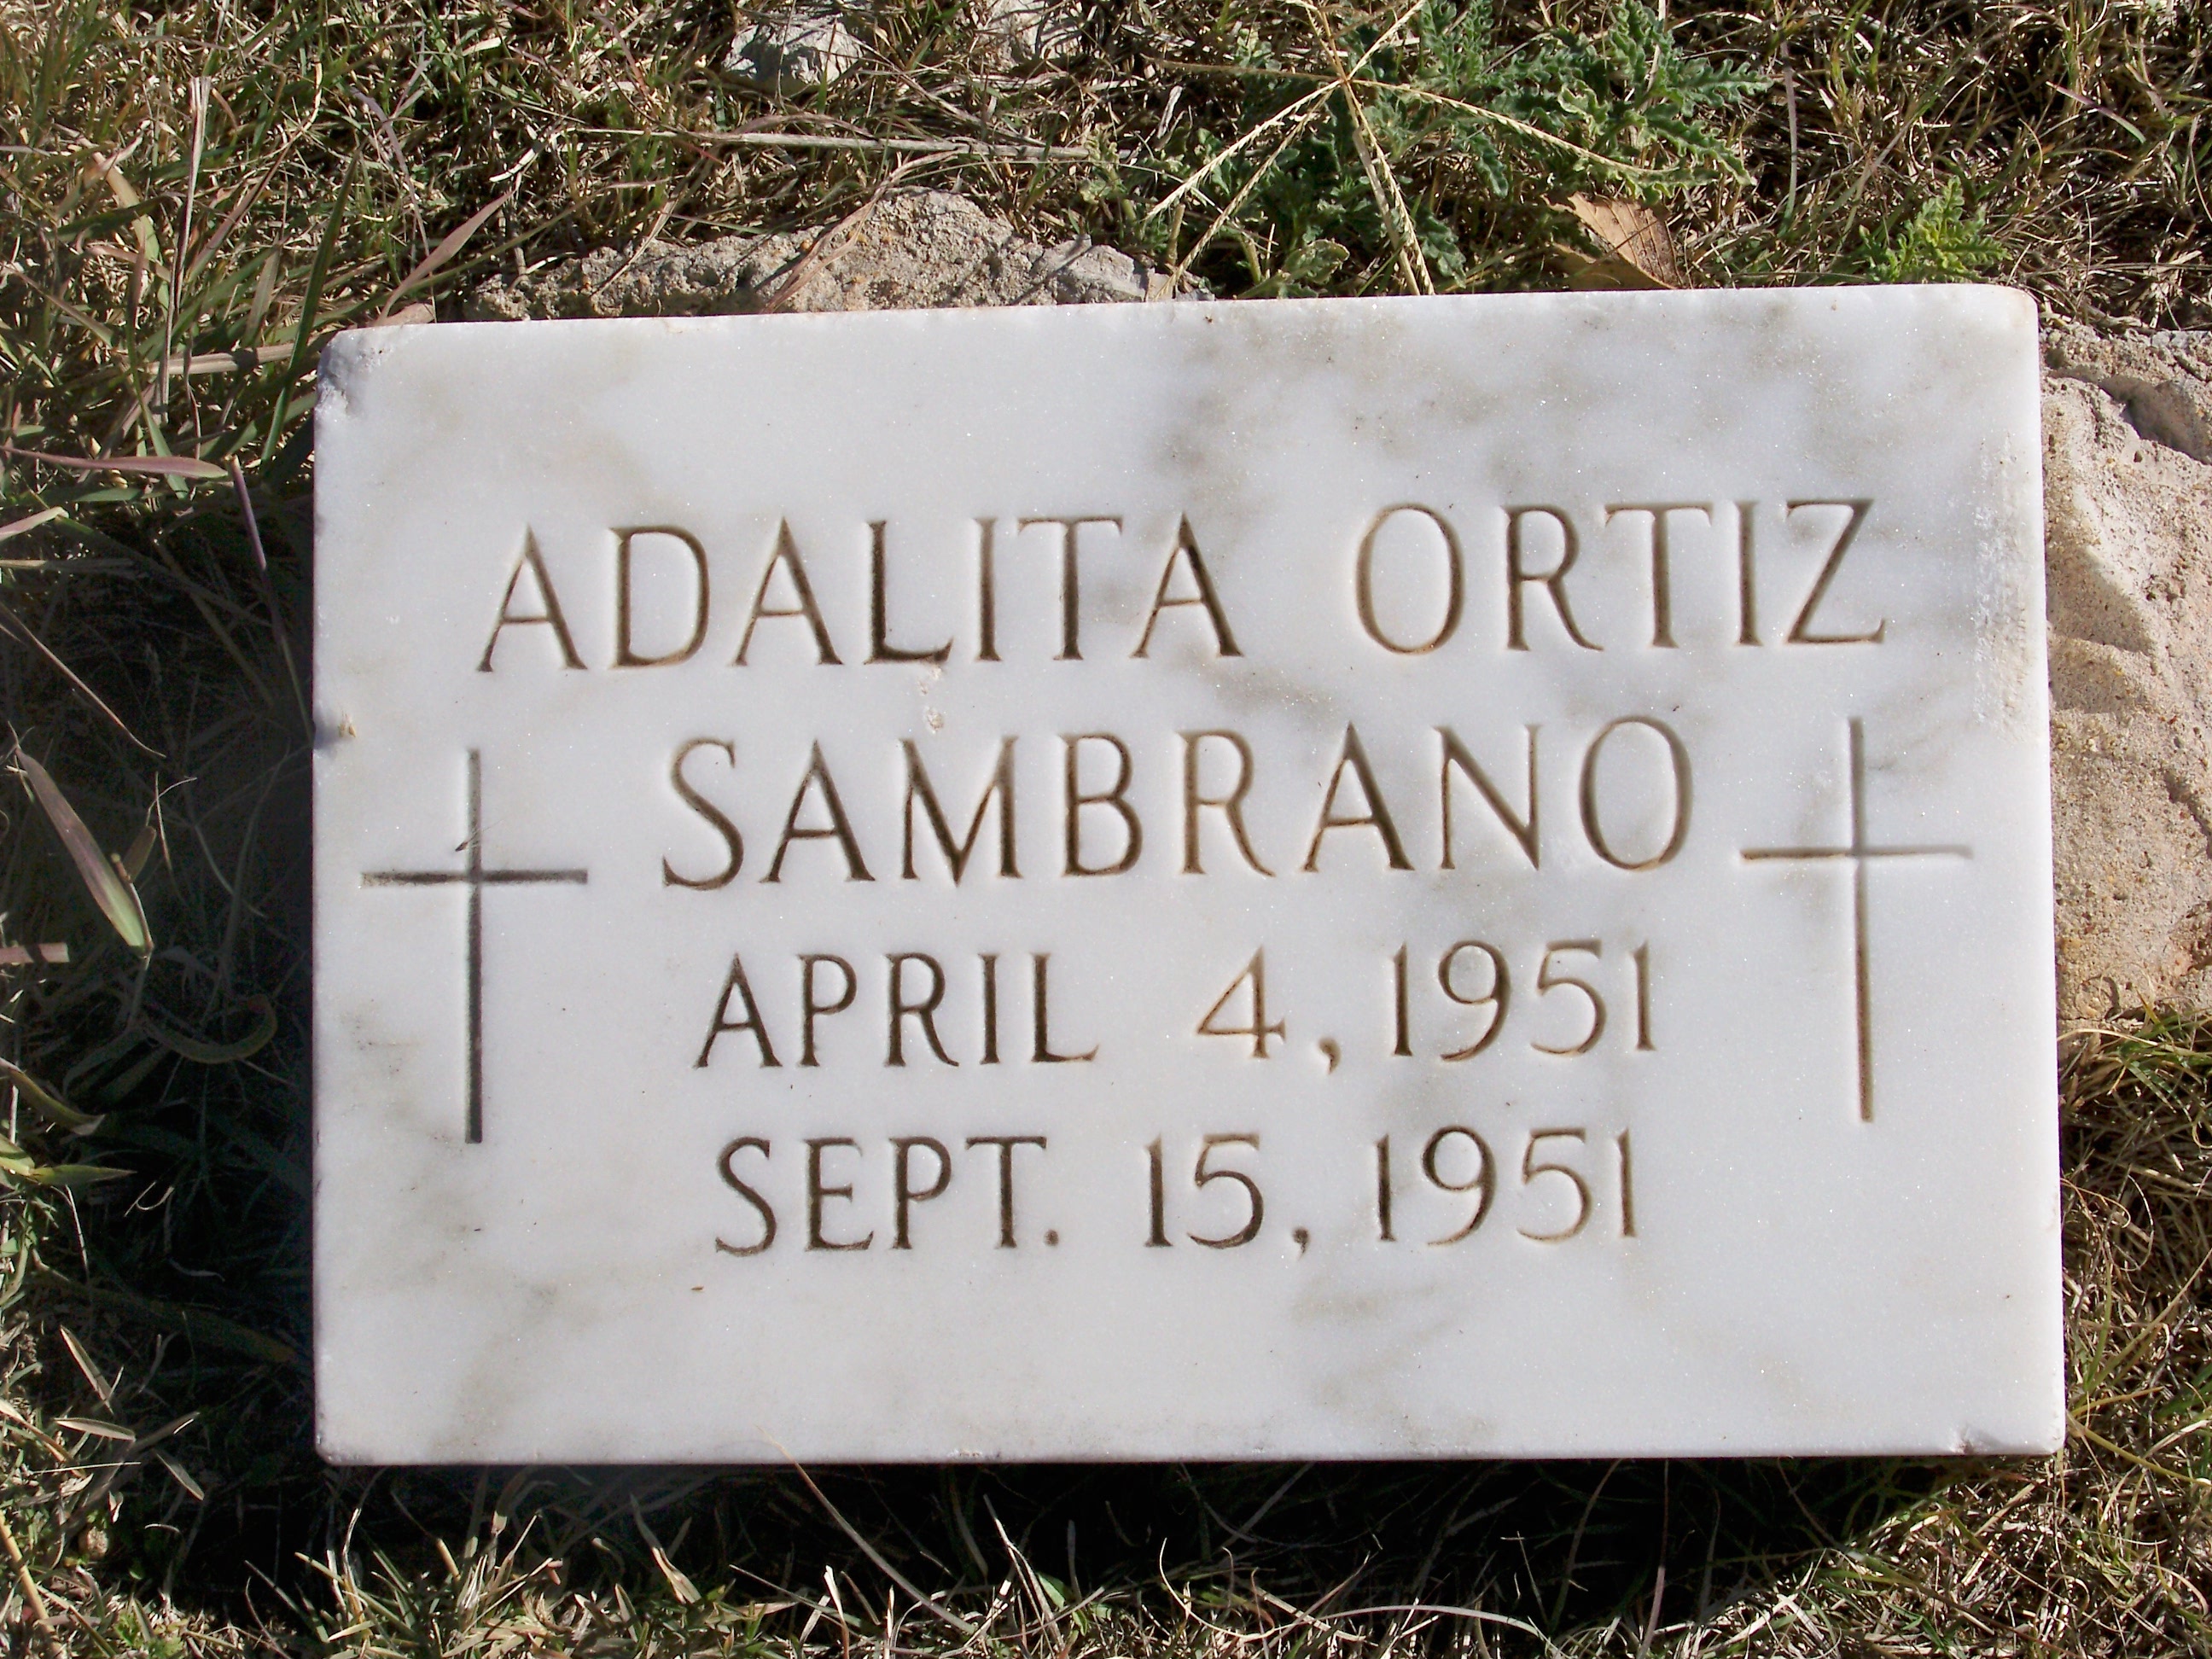 ADALITA ORTIZ
SAMBRANO
APRIL 4, 1951
SEPT. 15, 1951